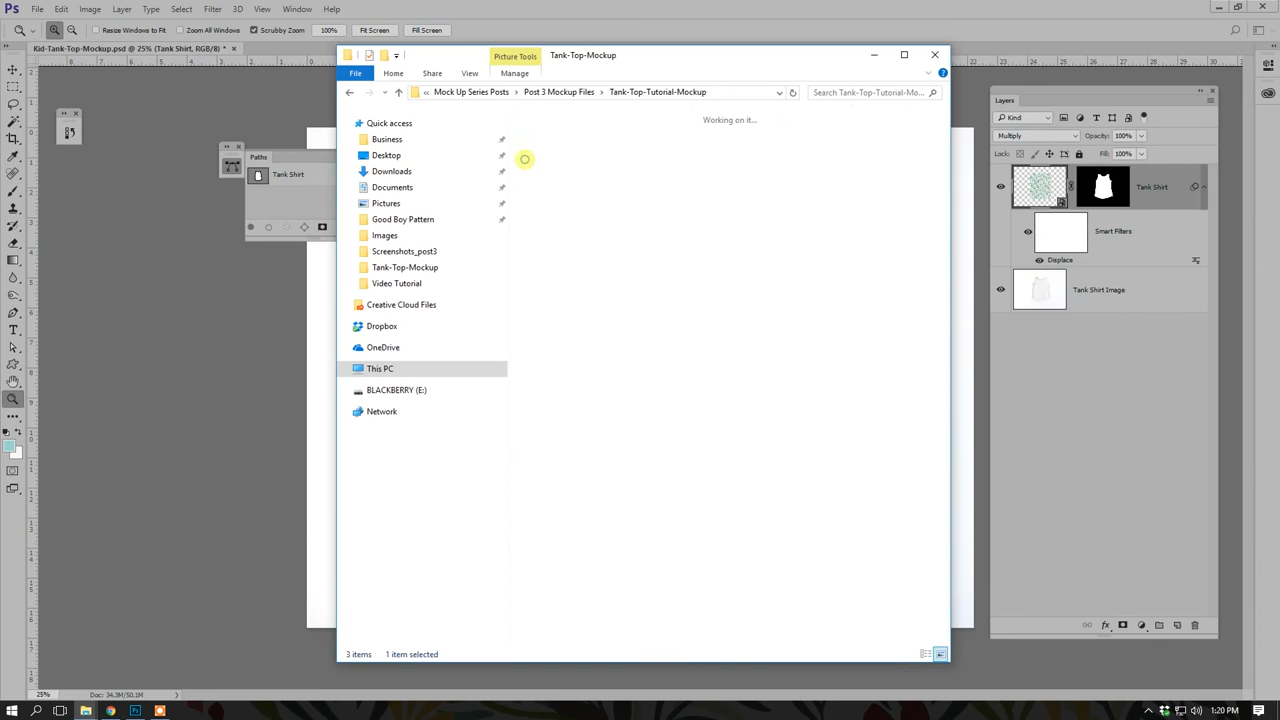 Ps File Edit Image Layer Type Select Filter 3D View Window Help
Resize Windows to Fit Zoom All Windows Scrubby Zoom 100% Fit Screen Fill Screen
Kid-Tank-Top-Mockup.psd @ 25% (Tank Shirt, RGB/8) *
Picture Tools Tank-Top-Mockup
File Home Share View Manage
« Mock Up Series Posts Post 3 Mockup Files Tank-Top-Tutorial-Mockup
Search Tank-Top-Tutorial-Mo...
Working on it...
Quick access
Business
Desktop
Downloads
Documents
Pictures
Good Boy Pattern
Images
Screenshots_post3
Tank-Top-Mockup
Video Tutorial
Creative Cloud Files
Dropbox
OneDrive
This PC
BLACKBERRY (E:)
Network
3 items 1 item selected
Paths
Tank Shirt
Layers
Kind
Multiply Opacity: 100%
Lock: Fill: 100%
Tank Shirt
Smart Filters
Displace
Tank Shirt Image
25% Doc: 34.3M/50.1M
1:20 PM